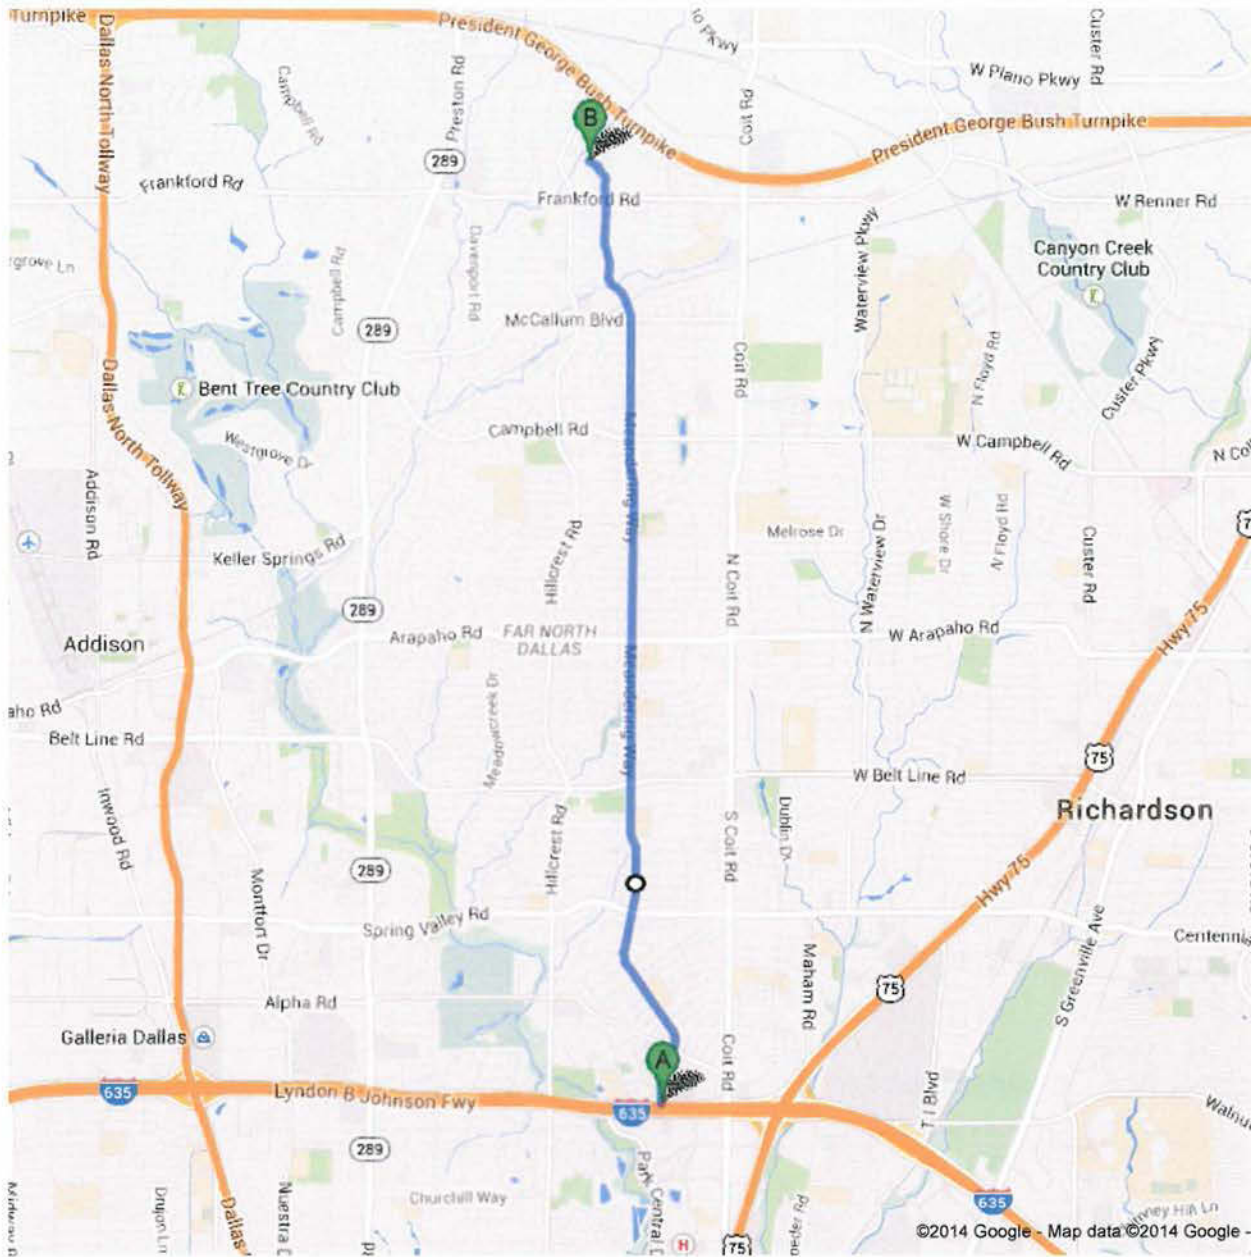 Turnpike
President George Bush Turnpike
Custer Rd
W Plano Pkwy
Dallas North Tollway
Campbell Rd
Preston Rd
Coit Rd
B
President George Bush Turnpike
289
Frankford Rd
Frankford Rd
W Renner Rd
Davenport Rd
Waterview Pkwy
Canyon Creek
Country Club
Campbell Rd
289
McCallum Blvd
Coit Rd
N Floyd Rd
Custer Pkwy
Bent Tree Country Club
Dallas North Tollway
Westgrove Dr
Campbell Rd
Meandering Way
W Campbell Rd
Addison Rd
Melrose Dr
W Shore Dr
N Floyd Rd
Keller Springs Rd
Hillcrest Rd
N Coit Rd
N Waterview Dr
Custer Rd
289
Arapaho Rd
FAR NORTH
DALLAS
W Arapaho Rd
Hwy 75
Addison
Meadowcreek Dr
Meandering Way
aho Rd
Belt Line Rd
75
W Belt Line Rd
Inwood Rd
Hillcrest Rd
S Coit Rd
Dublin Dr
Richardson
289
Montfort Dr
Hwy 75
Spring Valley Rd
Maham Rd
S Greenville Ave
Centennia
75
Alpha Rd
Galleria Dallas
A
Coit Rd
635
Lyndon B Johnson Fwy
635
T I Blvd
Walnut
289
Park Central
Churchill Way
635
Dallas
H
75
©2014 Google - Map data ©2014 Google -